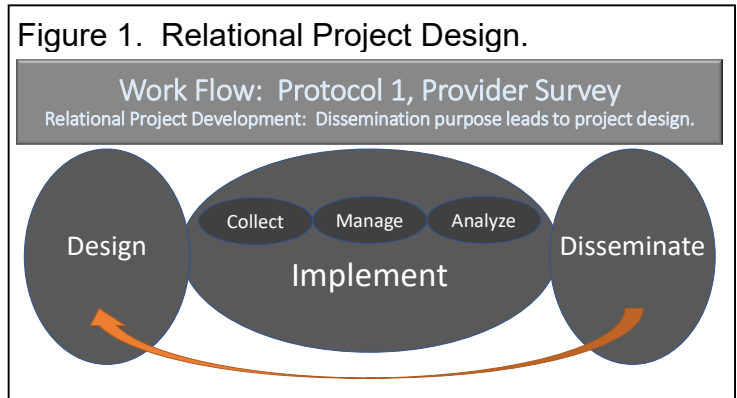 Figure 1. Relational Project Design.
Work Flow: Protocol 1, Provider Survey
Relational Project Development: Dissemination purpose leads to project design.
Design
Collect
Manage
Analyze
Implement
Disseminate